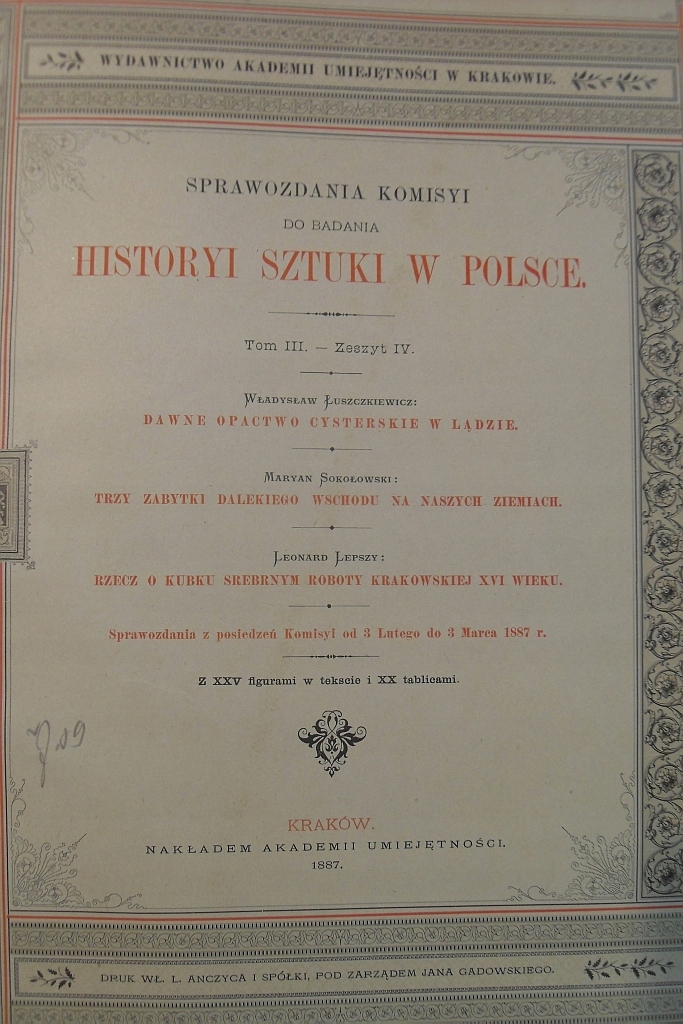 WYDAWNICTWO AKADEMII UMIEJĘTNOŚCI W KRAKOWIE.
SPRAWOZDANIA KOMISYI
DO BADANIA
HISTORYI SZTUKI W POLSCE.
Tom III. — Zeszyt IV.
Władysław Łuszczkiewicz:
DAWNE OPACTWO CYSTERSKIE W LĄDZIE.
Maryan Sokołowski:
TRZY ZABYTKI DALEKIEGO WSCHODU NA NASZYCH ZIEMIACH.
Leonard Lepszy:
RZECZ O KUBKU SREBRNYM ROBOTY KRAKOWSKIEJ XVI WIEKU.
Sprawozdania z posiedzeń Komisyi od 3 Lutego do 3 Marca 1887 r.
Z XXV figurami w tekscie i XX tablicami.
KRAKÓW.
NAKŁADEM AKADEMII UMIEJĘTNOŚCI.
1887.
DRUK WŁ. L. ANCZYCA I SPÓŁKI, POD ZARZĄDEM JANA GADOWSKIEGO.